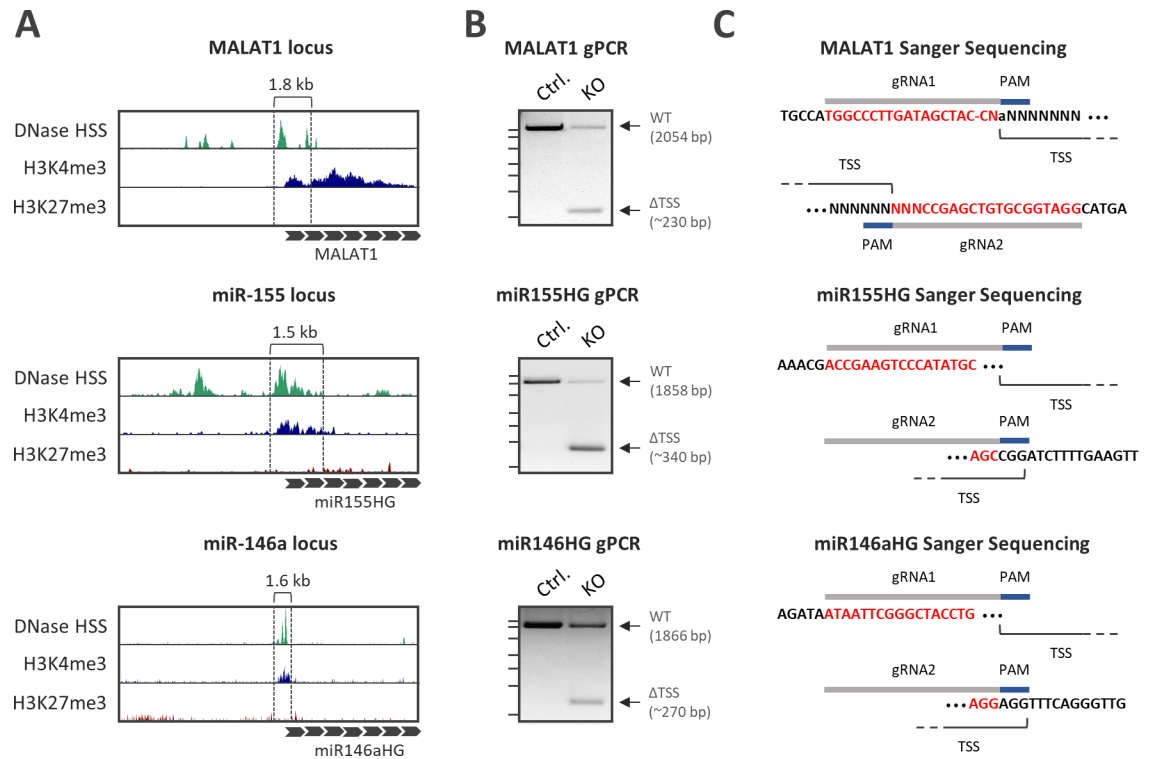 A
B
C
MALAT1 locus
1.8 kb
DNase HSS
H3K4me3
H3K27me3
MALAT1
MALAT1 gPCR
Ctrl.
KO
WT
(2054 bp)
ΔTSS
(~230 bp)
MALAT1 Sanger Sequencing
gRNA1
PAM
TGCCATGGCCCTTGATAGCTAC-CNaNNNNNNN •••
TSS
TSS
•••NNNNNNNNNCCGAGCTGTGCGGTAGGCATGA
PAM
gRNA2
miR-155 locus
1.5 kb
DNase HSS
H3K4me3
H3K27me3
miR155HG
miR155HG gPCR
Ctrl.
KO
WT
(1858 bp)
ΔTSS
(~340 bp)
miR155HG Sanger Sequencing
gRNA1
PAM
AAACGACCGAAGTCCCATATGC •••
TSS
gRNA2
PAM
•••AGCCGGATCTTTTGAAGTT
TSS
miR-146a locus
1.6 kb
DNase HSS
H3K4me3
H3K27me3
miR146aHG
miR146HG gPCR
Ctrl.
KO
WT
(1866 bp)
ΔTSS
(~270 bp)
miR146aHG Sanger Sequencing
gRNA1
PAM
AGATAATAATTCGGGCTACCTG •••
TSS
gRNA2
PAM
•••AGGAGGTTTCAGGGTTG
TSS